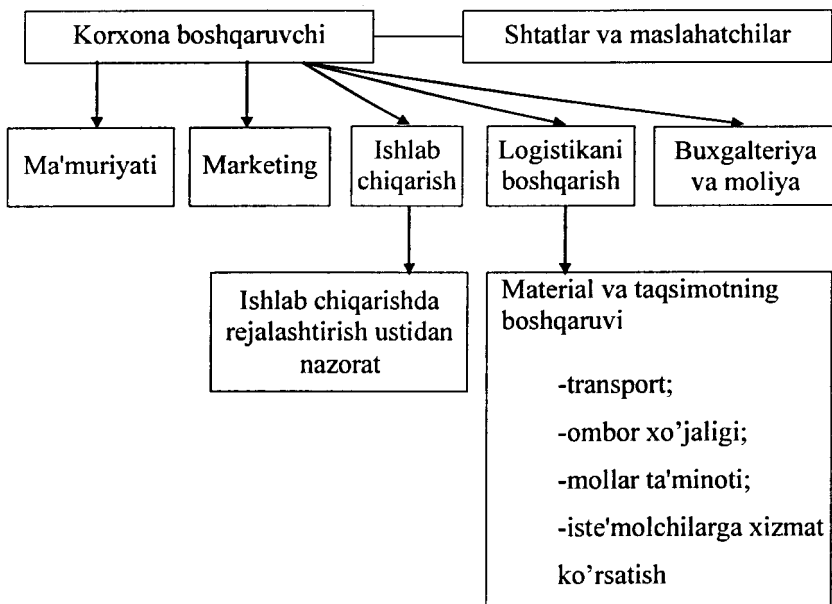 Korxona boshqaruvchi
Shtatlar va maslahatchilar
Ma'muriyati
Marketing
Ishlab
chiqarish
Logistikani
boshqarish
Buxgalteriya
va moliya
Ishlab chiqarishda
rejalashtirish ustidan
nazorat
Material va taqsimotning
boshqaruvi
-transport;
-ombor xo’jaligi;
-mollar ta'minoti;
-iste'molchilarga xizmat
ko’rsatish